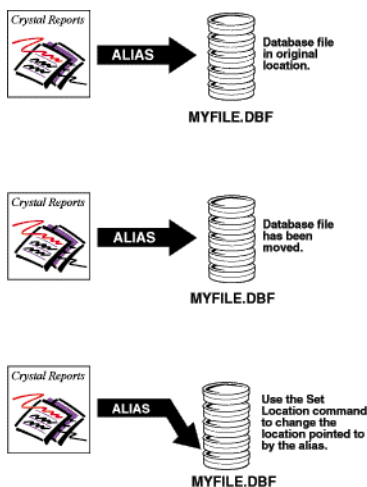 Crystal Reports
ALIAS
Database file
in original
location.
MYFILE.DBF
Crystal Reports
ALIAS
Database file
has been
moved.
MYFILE.DBF
Crystal Reports
ALIAS
Use the Set
Location command
to change the
location pointed to
by the alias.
MYFILE.DBF